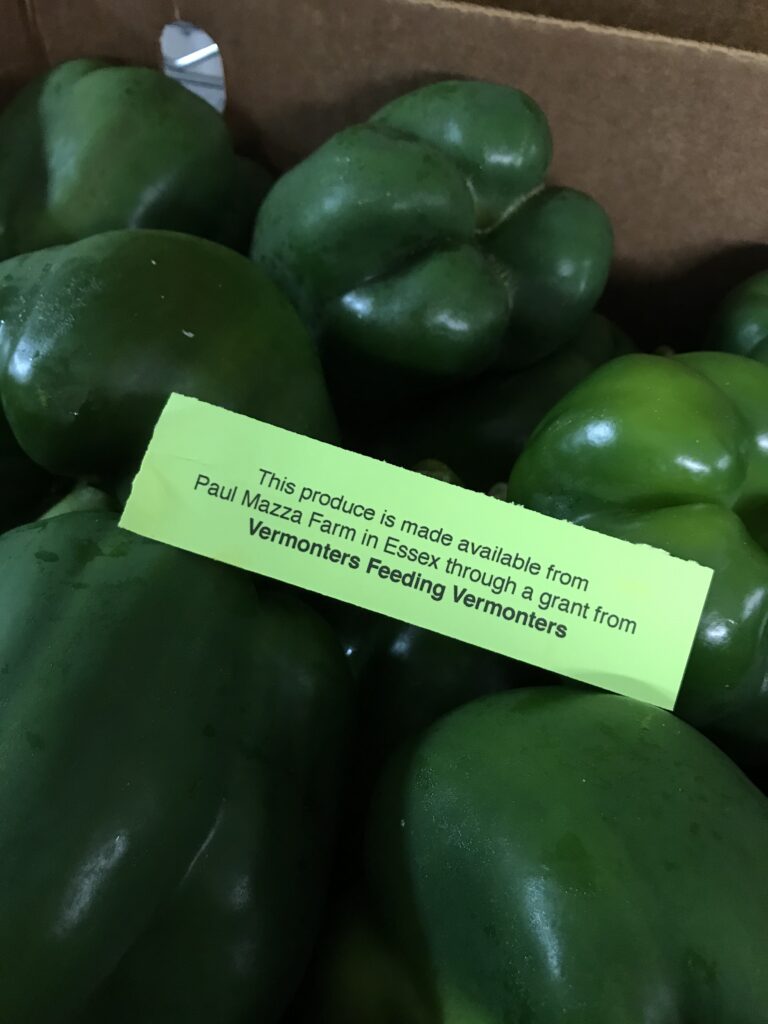 This produce is made available from
Paul Mazza Farm in Essex through a grant from
Vermonters Feeding Vermonters